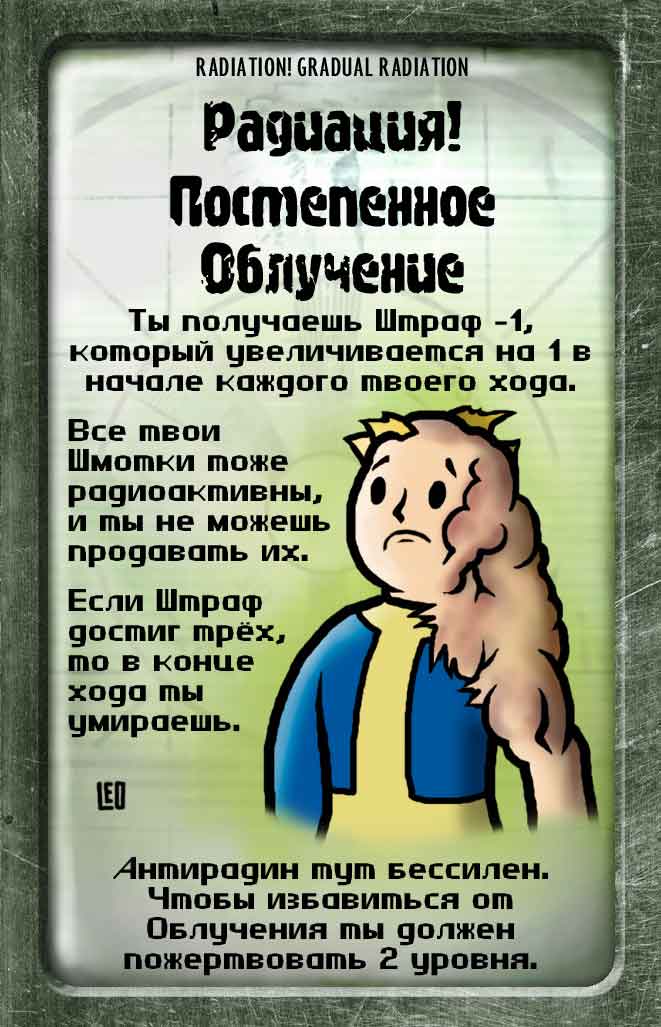 RADIATION! GRADUAL RADIATION
Радиация!
Постепенное
Облучение
Ты получаешь Штраф -1,
который увеличивается на 1 в
начале каждого твоего хода.
Все твои
Шмотки тоже
радиоактивны,
и ты не можешь
продавать их.
Если Штраф
достиг трёх,
то в конце
хода ты
умираешь.
LEO
Антирадин тут бессилен.
Чтобы избавиться от
Облучения ты должен
пожертвовать 2 уровня.